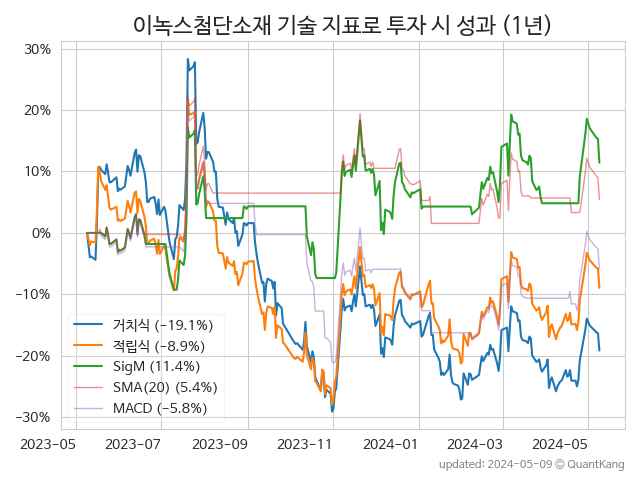 이녹스첨단소재 기술 지표로 투자 시 성과 (1년)
30%
20%
10%
0%
−10%
−20%
−30%
거치식 (−19.1%)
적립식 (−8.9%)
SigM (11.4%)
SMA(20) (5.4%)
MACD (−5.8%)
2023-05 2023-07 2023-09 2023-11 2024-01 2024-03 2024-05
updated: 2024-05-09 ⓒ QuantKang